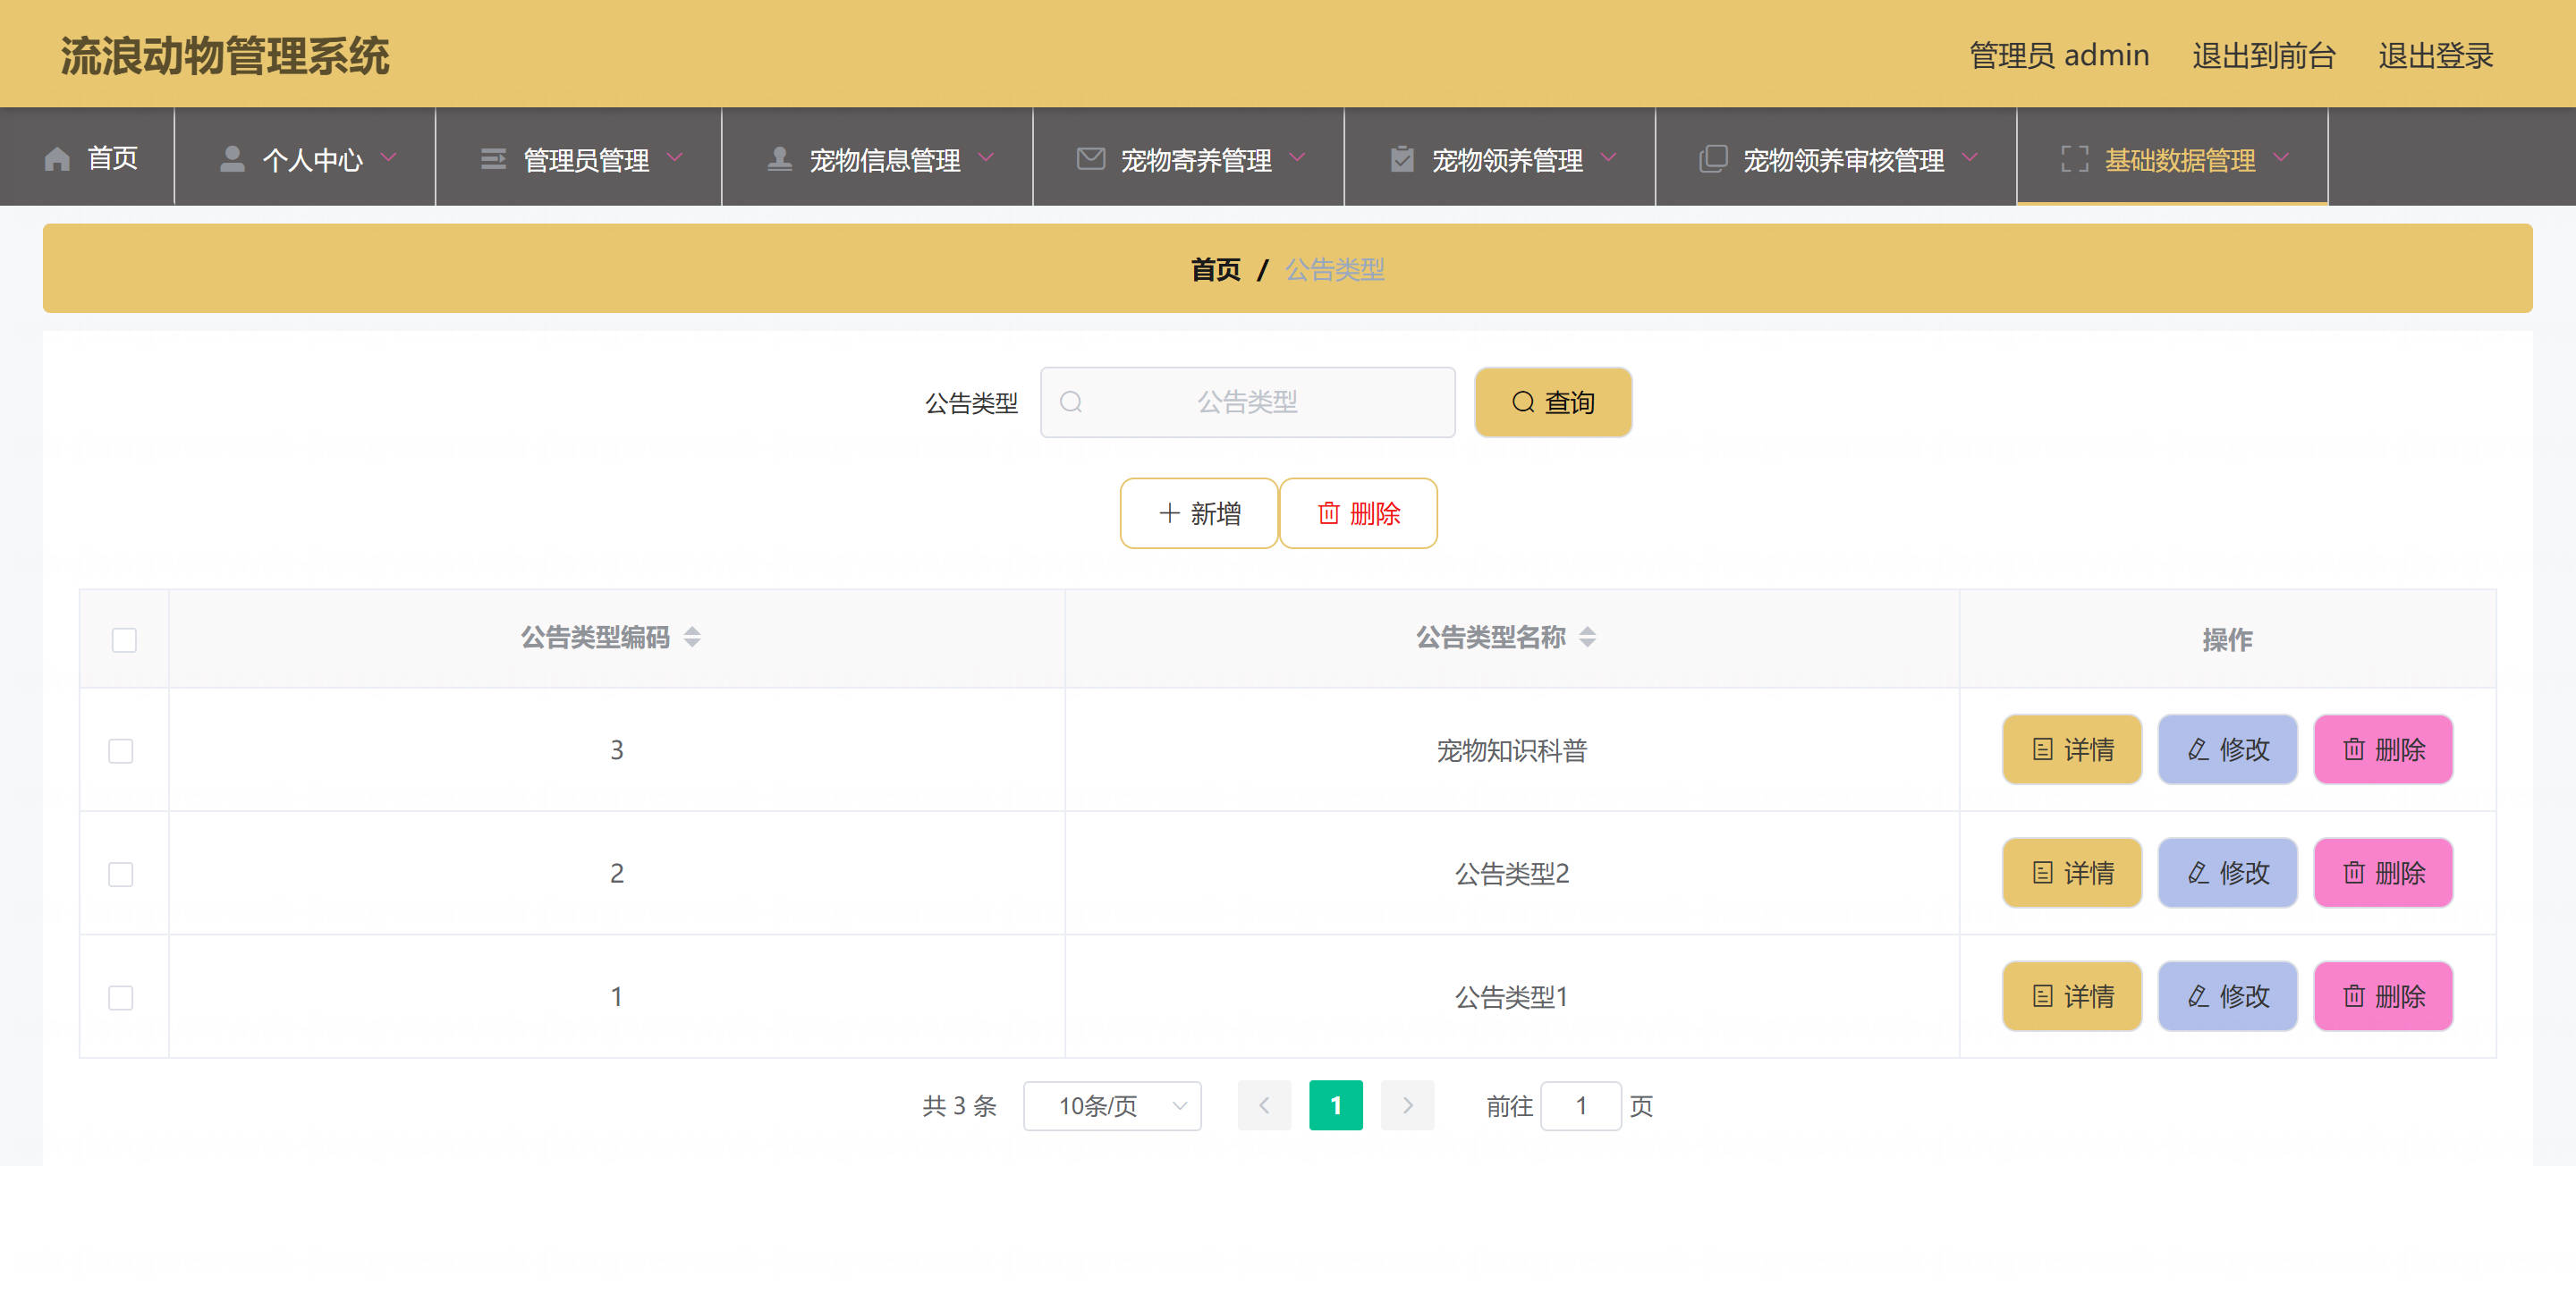 流浪动物管理系统
管理员 admin 退出到前台 退出登录
首页 个人中心 管理员管理 宠物信息管理 宠物寄养管理 宠物领养管理 宠物领养审核管理 基础数据管理
首页 / 公告类型
公告类型 公告类型 查询
新增 删除
公告类型编码 公告类型名称 操作
3 宠物知识科普 详情 修改 删除
2 公告类型2 详情 修改 删除
1 公告类型1 详情 修改 删除
共 3 条 10条/页 1 前往 1 页